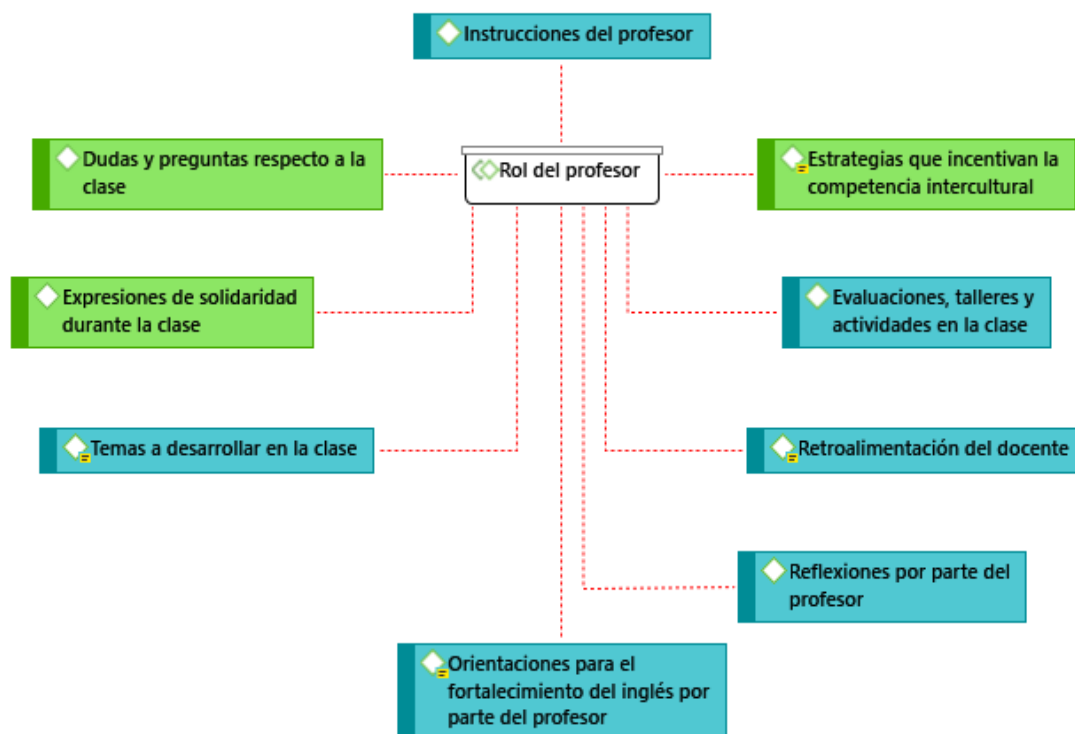 Instrucciones del profesor
Dudas y preguntas respecto a la
clase
Rol del profesor
Estrategias que incentivan la
competencia intercultural
Expresiones de solidaridad
durante la clase
Evaluaciones, talleres y
actividades en la clase
Temas a desarrollar en la clase
Retroalimentación del docente
Reflexiones por parte del
profesor
Orientaciones para el
fortalecimiento del inglés por
parte del profesor